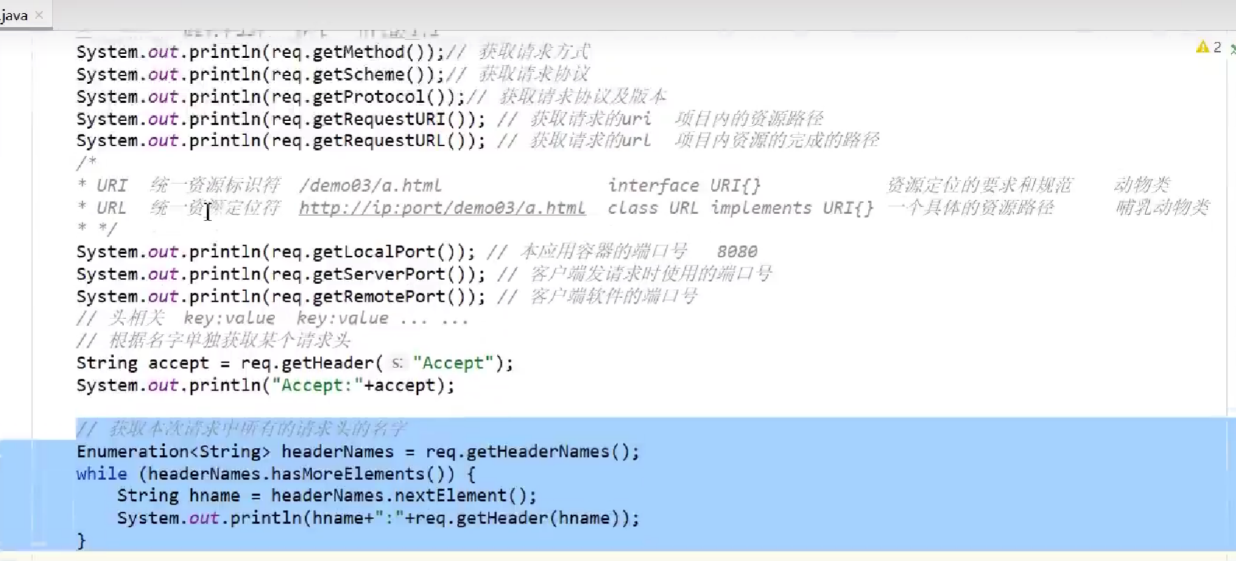 .java ×
System.out.println(req.getMethod());// 获取请求方式
2
System.out.println(req.getScheme());// 获取请求协议
System.out.println(req.getProtocol());// 获取请求协议及版本
System.out.println(req.getRequestURI()); // 获取请求的uri 项目内的资源路径
System.out.println(req.getRequestURL()); // 获取请求的url 项目内资源的完成的路径
/*
* URI 统一资源标识符 /demo03/a.html interface URI{} 资源定位的要求和规范 动物类
* URL 统一资源定位符 http://ip:port/demo03/a.html class URL implements URI{} 一个具体的资源路径 哺乳动物类
* */
System.out.println(req.getLocalPort()); // 本应用容器的端口号 8080
System.out.println(req.getServerPort()); // 客户端发请求时使用的端口号
System.out.println(req.getRemotePort()); // 客户端软件的端口号
// 头相关 key:value key:value ... ...
// 根据名字单独获取某个请求头
String accept = req.getHeader( s: "Accept");
System.out.println("Accept:"+accept);
// 获取本次请求中所有的请求头的名字
Enumeration<String> headerNames = req.getHeaderNames();
while (headerNames.hasMoreElements()) {
String hname = headerNames.nextElement();
System.out.println(hname+":"+req.getHeader(hname));
}